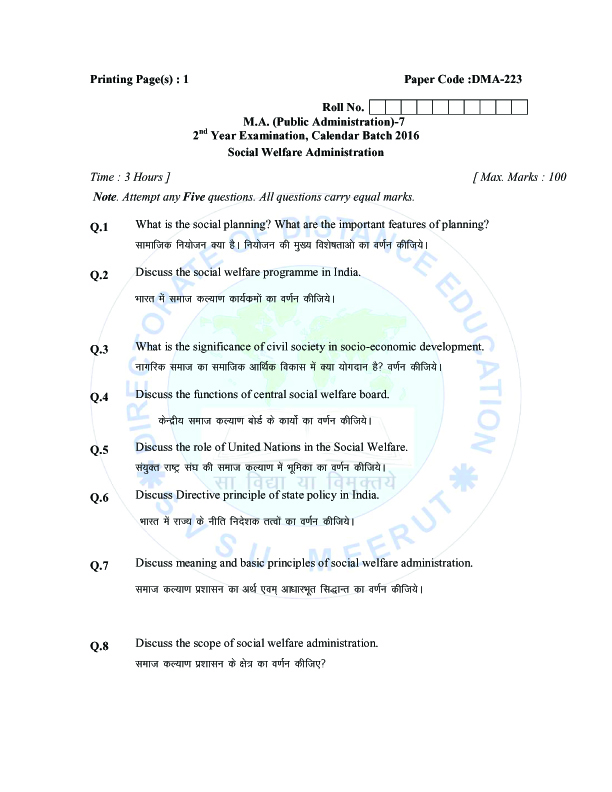 Printing Page(s) : 1 Paper Code :DMA-223
Roll No.
M.A. (Public Administration)-7
2nd Year Examination, Calendar Batch 2016
Social Welfare Administration
Time : 3 Hours ] [ Max. Marks : 100
Note. Attempt any Five questions. All questions carry equal marks.
Q.1 What is the social planning? What are the important features of planning?
सामाजिक नियोजन क्या है। नियोजन की मुख्य विशेषताओ का वर्णन कीजिये।
Q.2 Discuss the social welfare programme in India.
भारत में समाज कल्याण कार्यकमों का वर्णन कीजिये।
Q.3 What is the significance of civil society in socio-economic development.
नागरिक समाज का समाजिक आर्थिक विकास में क्या योगदान है? वर्णन कीजिये।
Q.4 Discuss the functions of central social welfare board.
केन्द्रीय समाज कल्याण बोर्ड के कार्यो का वर्णन कीजिये।
Q.5 Discuss the role of United Nations in the Social Welfare.
संयुक्त राष्ट्र संघ की समाज कल्याण में भूमिका का वर्णन कीजिये।
Q.6 Discuss Directive principle of state policy in India.
भारत में राज्य के नीति निदेशक तत्वों का वर्णन कीजिये।
Q.7 Discuss meaning and basic principles of social welfare administration.
समाज कल्याण प्रशासन का अर्थ एवम् आधारभूत सिद्धान्त का वर्णन कीजिये।
Q.8 Discuss the scope of social welfare administration.
समाज कल्याण प्रशासन के क्षेत्र का वर्णन कीजिए?
DIRECTORATE OF DISTANCE EDUCATION
सा विद्या या विमुक्तये
S V S U MEERUT